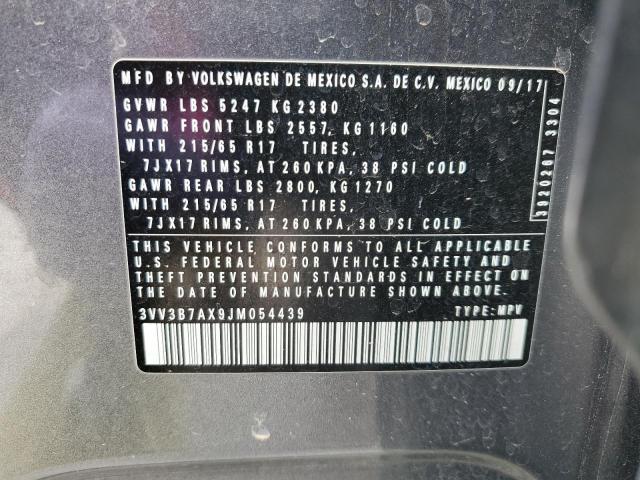 MFD BY VOLKSWAGEN DE MEXICO S.A. DE C.V. MEXICO 09/17
GVWR LBS 5247 KG 2380
GAWR FRONT LBS 2557, KG 1160
WITH 215/65 R17 TIRES,
7JX17 RIMS, AT 260 KPA, 38 PSI COLD
GAWR REAR LBS 2800, KG 1270
WITH 215/65 R17 TIRES,
7JX17 RIMS, AT 260 KPA, 38 PSI COLD
3920267 3304
THIS VEHICLE CONFORMS TO ALL APPLICABLE
U.S. FEDERAL MOTOR VEHICLE SAFETY AND
THEFT PREVENTION STANDARDS IN EFFECT ON
THE DATE OF MANUFACTURE SHOWN ABOVE.
3VV3B7AX9JM054439 TYPE:MPV